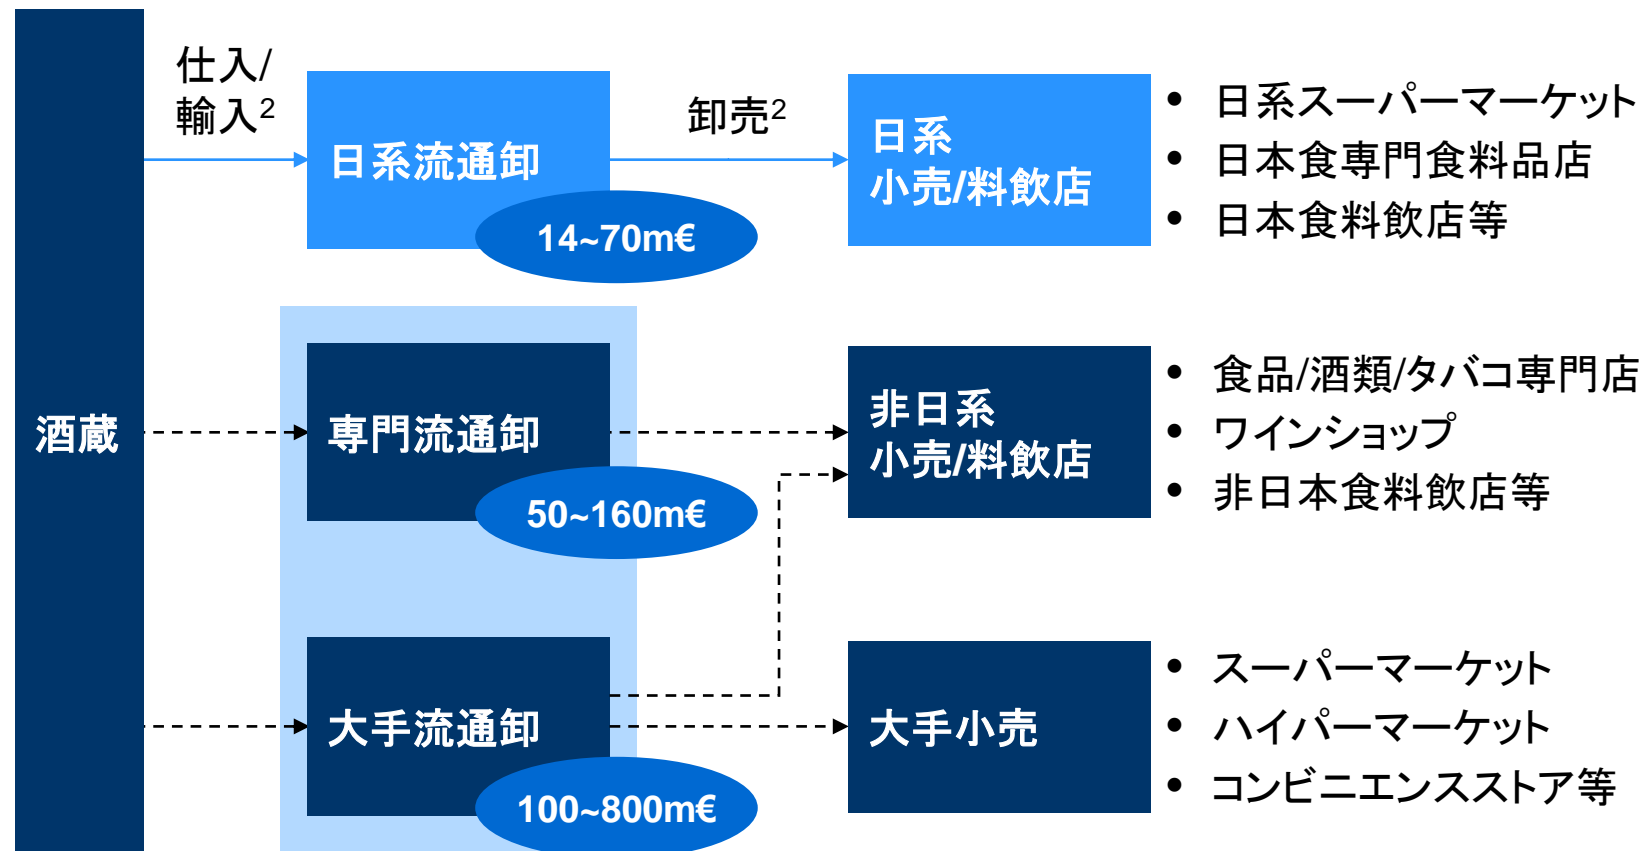 仕入/
輸入2
日系流通卸
14~70m€
卸売2
日系
小売/料飲店
• 日系スーパーマーケット
• 日本食専門食料品店
• 日本食料飲店等
酒蔵
専門流通卸
50~160m€
非日系
小売/料飲店
• 食品/酒類/タバコ専門店
• ワインショップ
• 非日本食料飲店等
大手流通卸
100~800m€
大手小売
• スーパーマーケット
• ハイパーマーケット
• コンビニエンスストア等